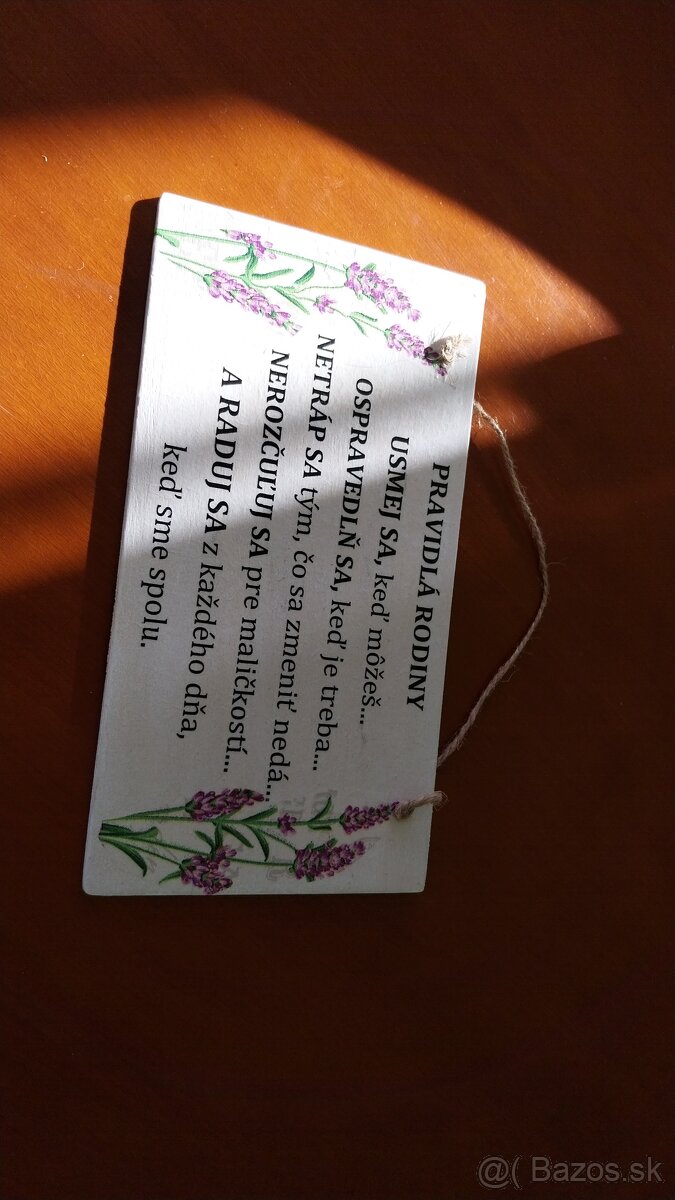 PRAVIDLÁ RODINY
USMEJ SA, keď môžeš...
OSPRAVEDLŇ SA, keď je treba...
NETRÁP SA tým, čo sa zmeniť nedá...
NEROZČUĽUJ SA pre maličkostí...
A RADUJ SA z každého dňa,
keď sme spolu.
@( Bazos.sk